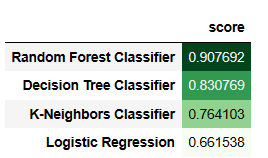 score
Random Forest Classifier 0.907692
Decision Tree Classifier 0.830769
K-Neighbors Classifier 0.764103
Logistic Regression 0.661538